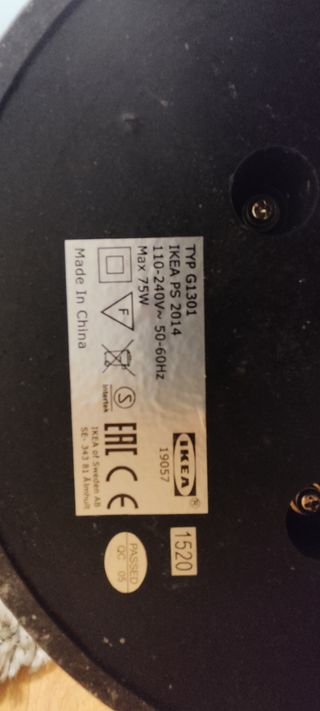 TYP G1301
IKEA PS 2014
110-240V~ 50-60Hz
Max 75W
F
S
Intertek
EAC CE
Made In China
IKEA®
19057
IKEA of Sweden AB
SE- 343 81 Älmhult
1520
PASSED
QC 05